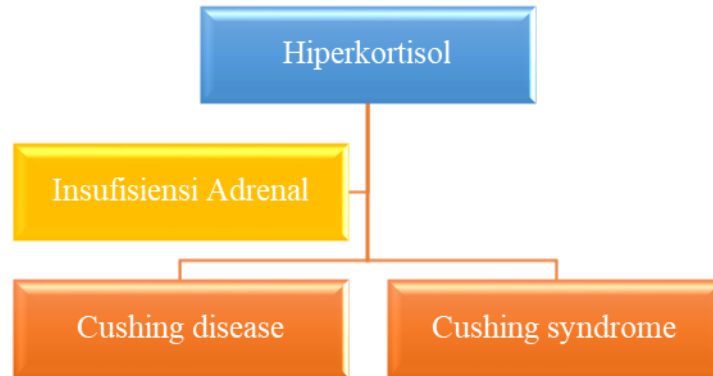 Hiperkortisol
Insufisiensi Adrenal
Cushing disease
Cushing syndrome